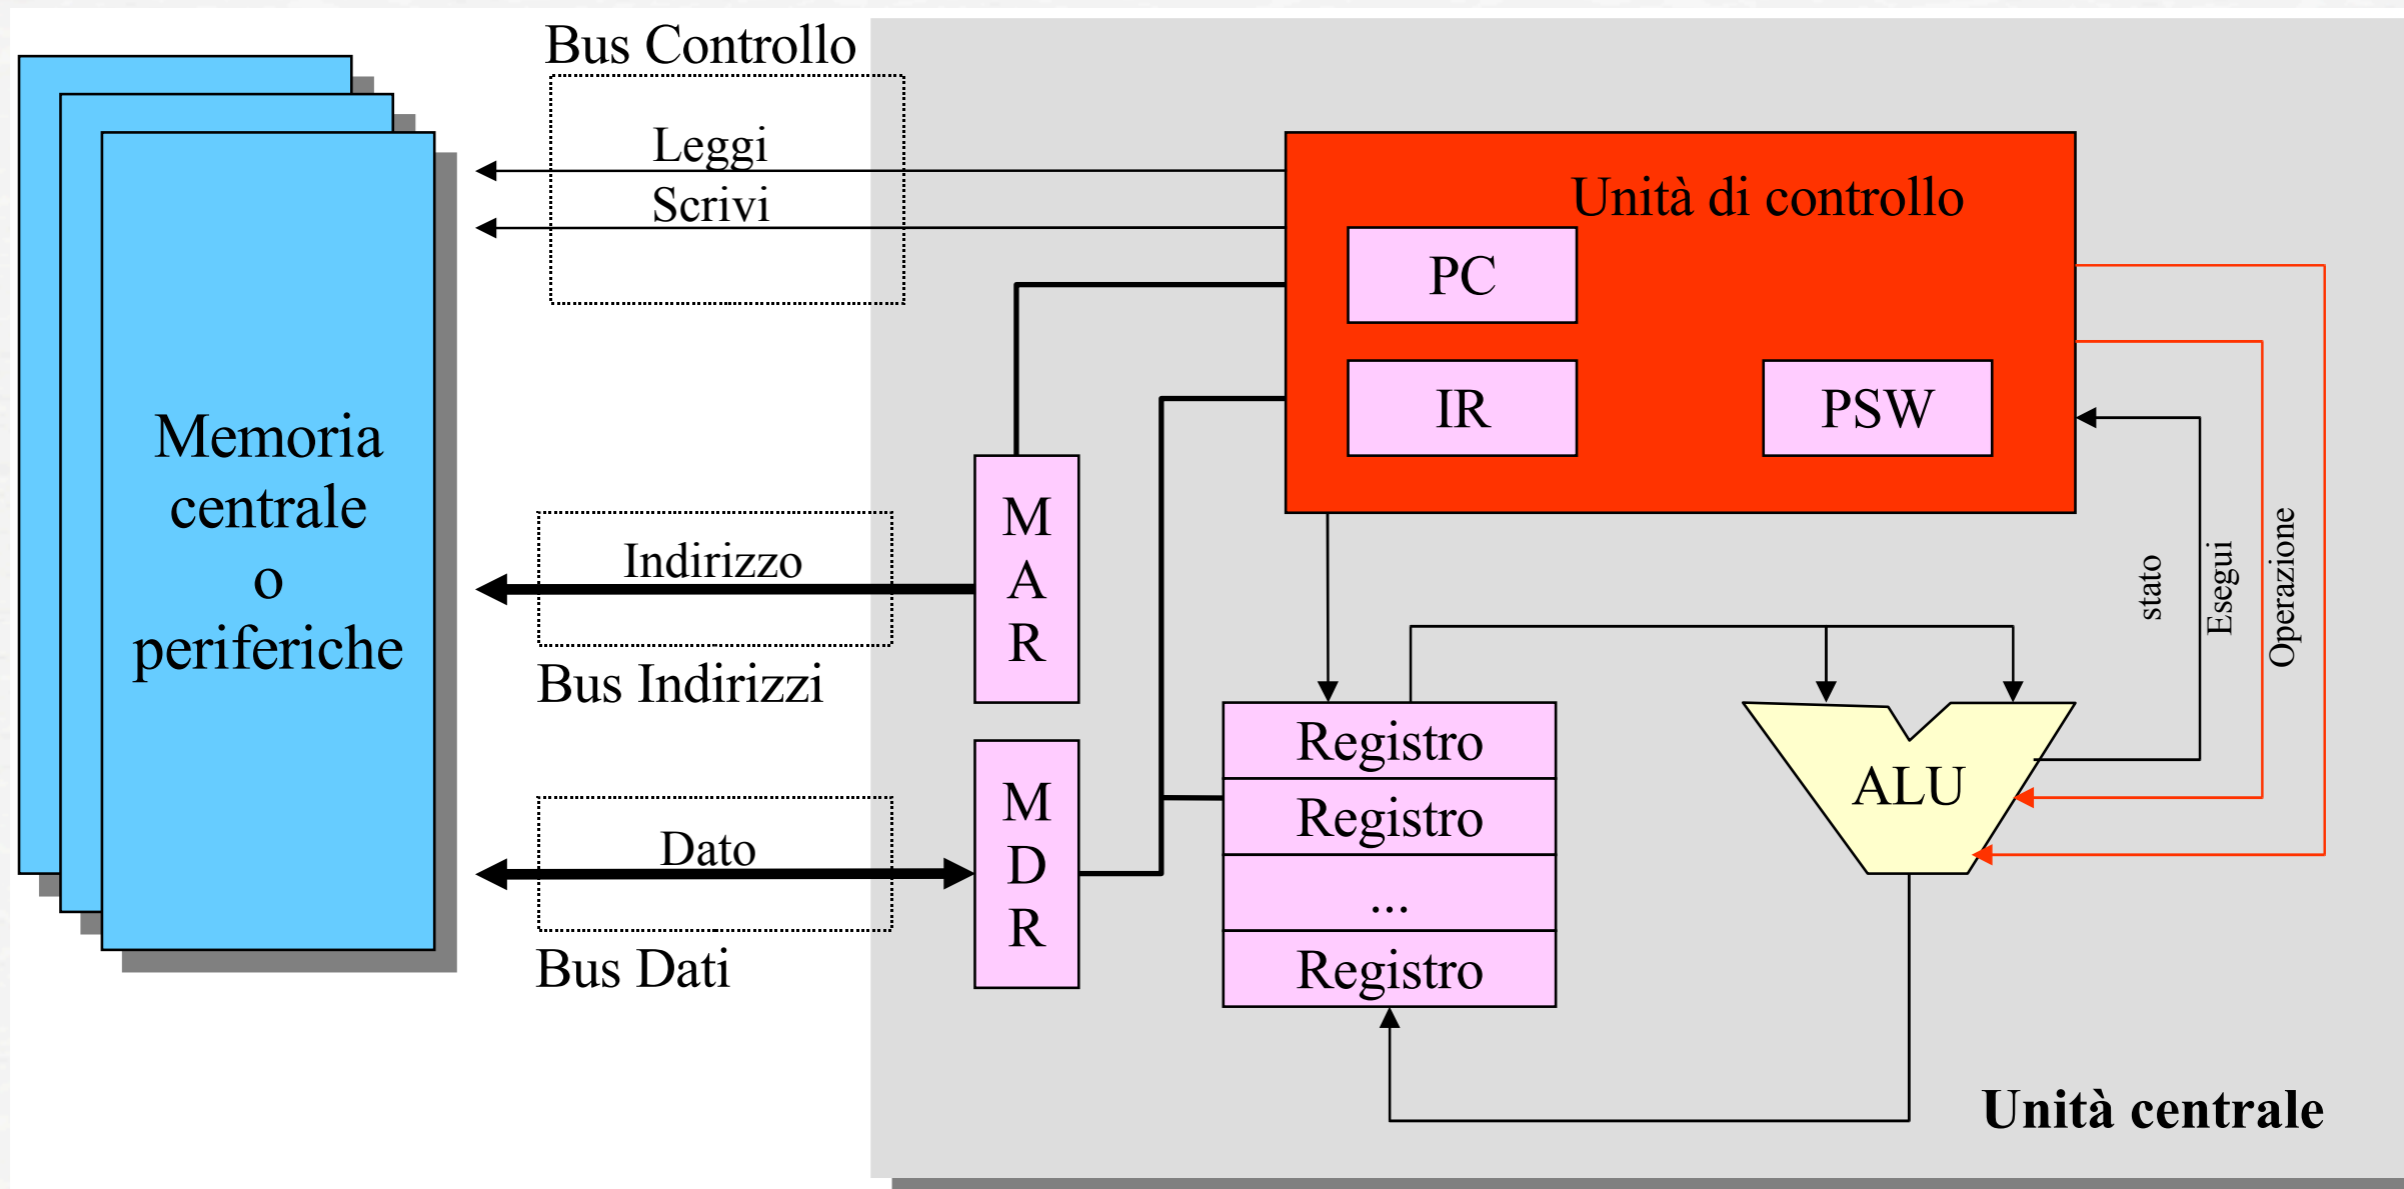 Bus Controllo
Leggi
Scrivi
Unità di controllo
PC
IR
PSW
Memoria
centrale
o
periferiche
Indirizzo
Bus Indirizzi
M
A
R
stato
Esegui
Operazione
Registro
Registro
...
Registro
ALU
Dato
Bus Dati
M
D
R
Unità centrale